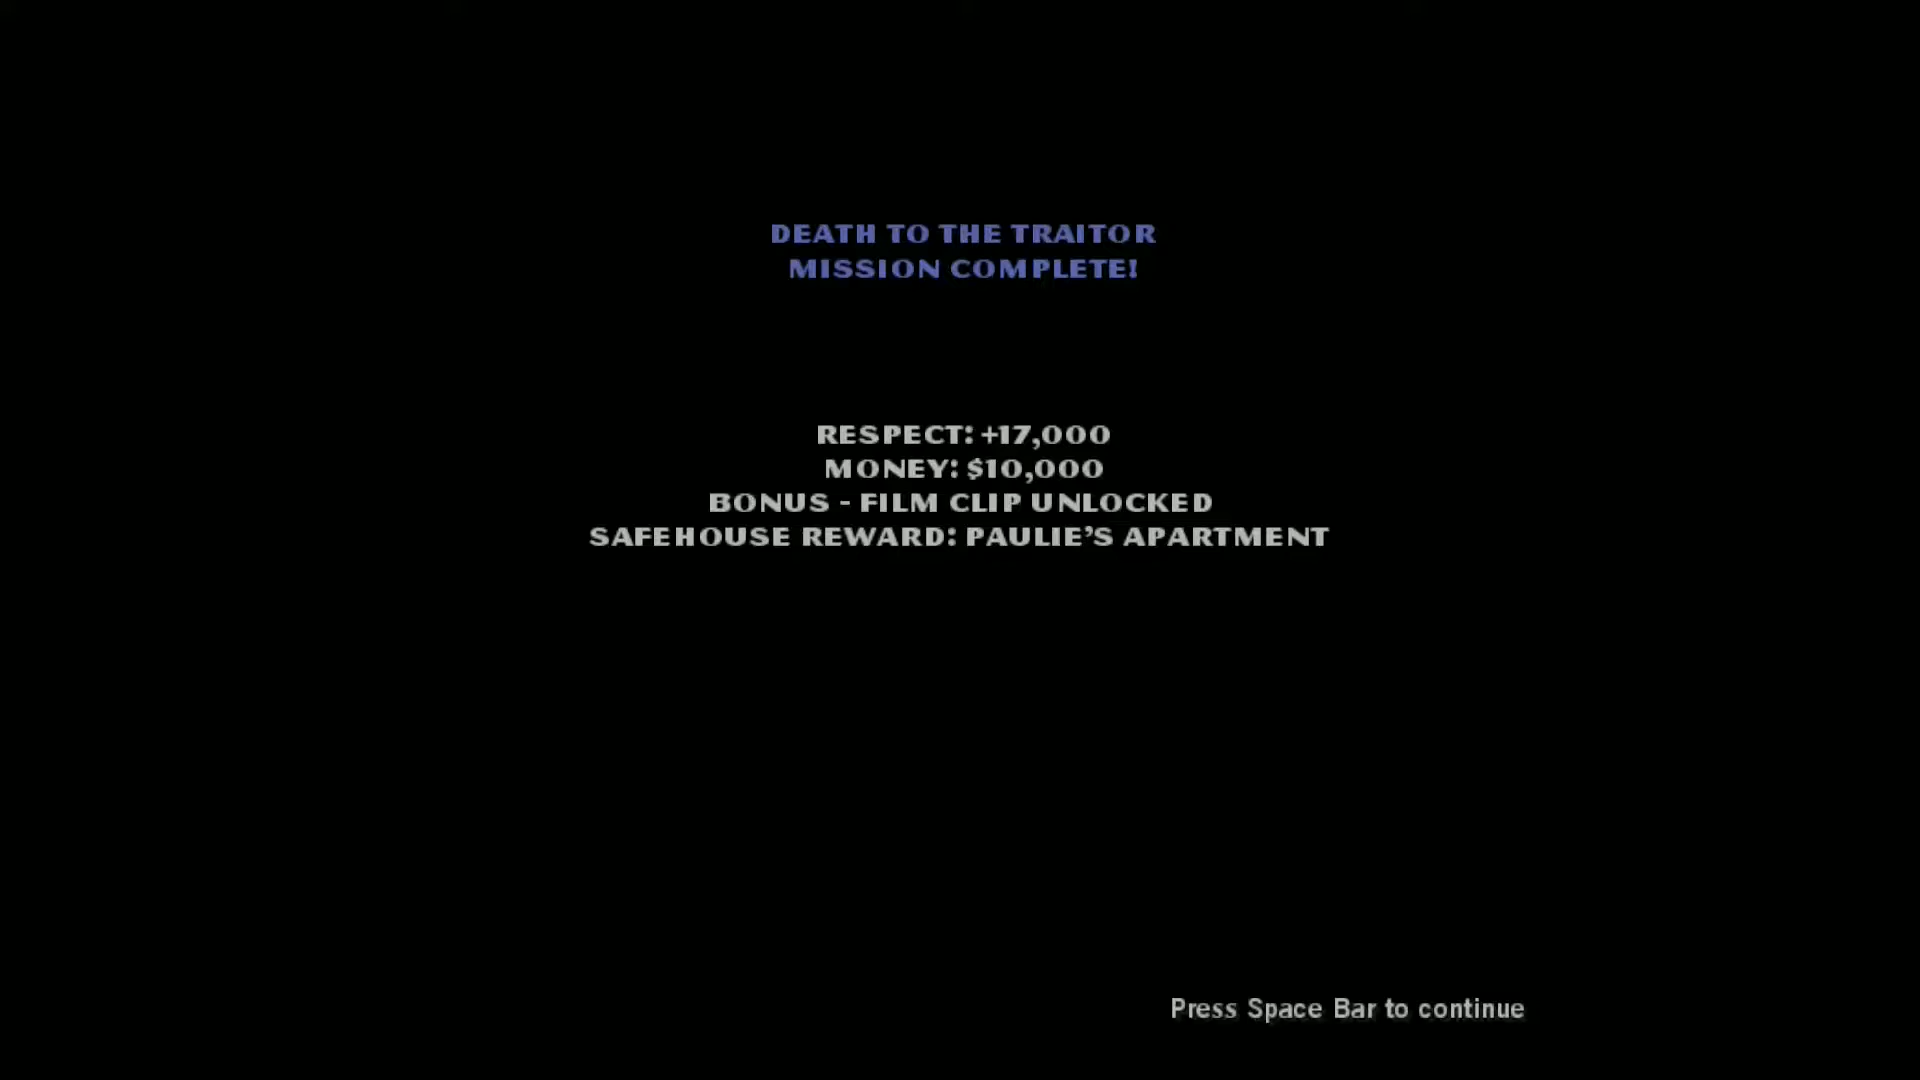 DEATH TO THE TRAITOR
MISSION COMPLETE!
RESPECT: +17,000
MONEY: $10,000
BONUS - FILM CLIP UNLOCKED
SAFEHOUSE REWARD: PAULIE’S APARTMENT
Press Space Bar to continue